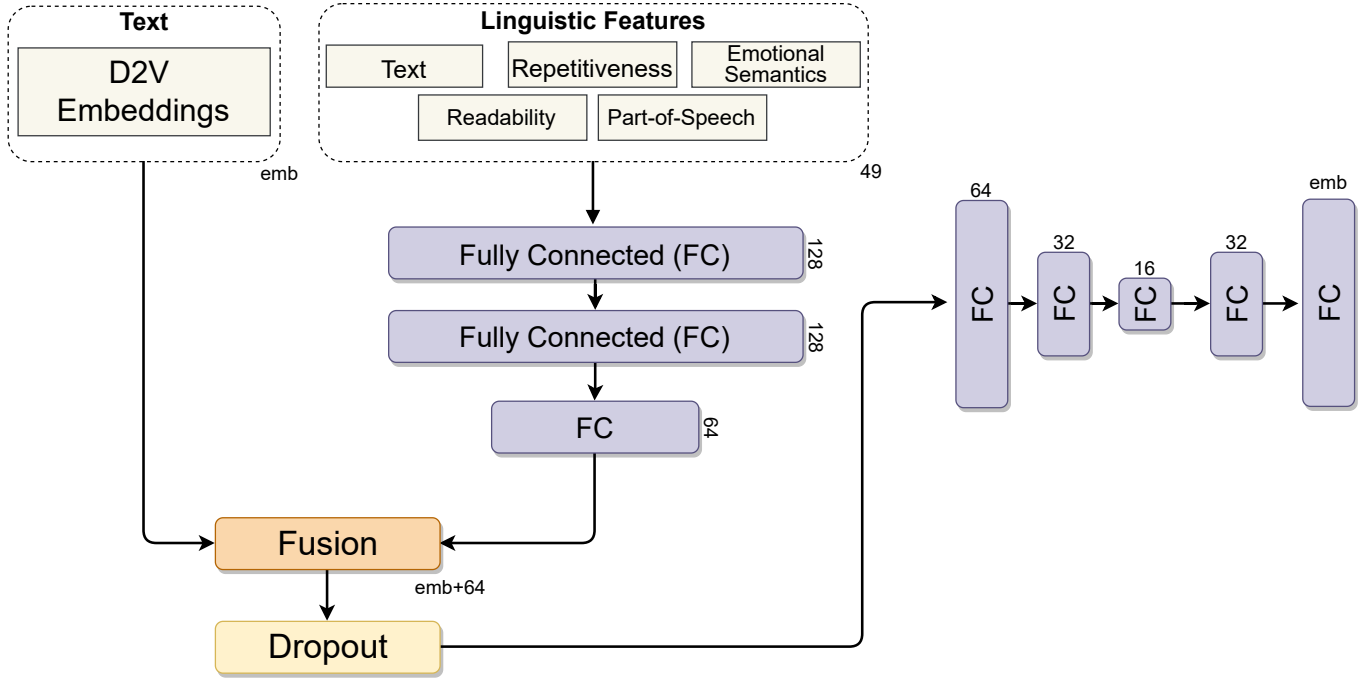 Text
D2V
Embeddings
emb
Linguistic Features
Text
Repetitiveness
Emotional
Semantics
Readability
Part-of-Speech
49
Fully Connected (FC)
128
Fully Connected (FC)
128
FC
64
Fusion
emb+64
Dropout
64
FC
32
FC
16
FC
32
FC
emb
FC